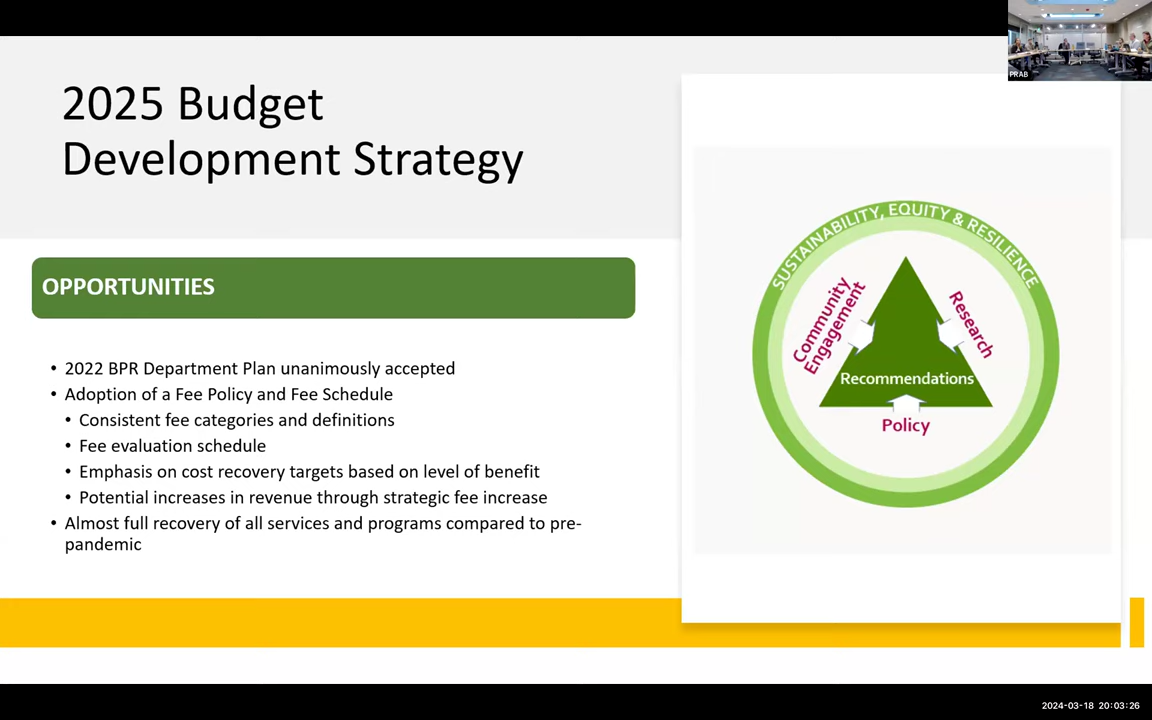 PRAB
2025 Budget
Development Strategy
OPPORTUNITIES
• 2022 BPR Department Plan unanimously accepted
• Adoption of a Fee Policy and Fee Schedule
• Consistent fee categories and definitions
• Fee evaluation schedule
• Emphasis on cost recovery targets based on level of benefit
• Potential increases in revenue through strategic fee increase
• Almost full recovery of all services and programs compared to pre-
pandemic
SUSTAINABILITY, EQUITY & RESILIENCE
Community
Engagement
Research
Recommendations
Policy
2024-03-18 20:03:26